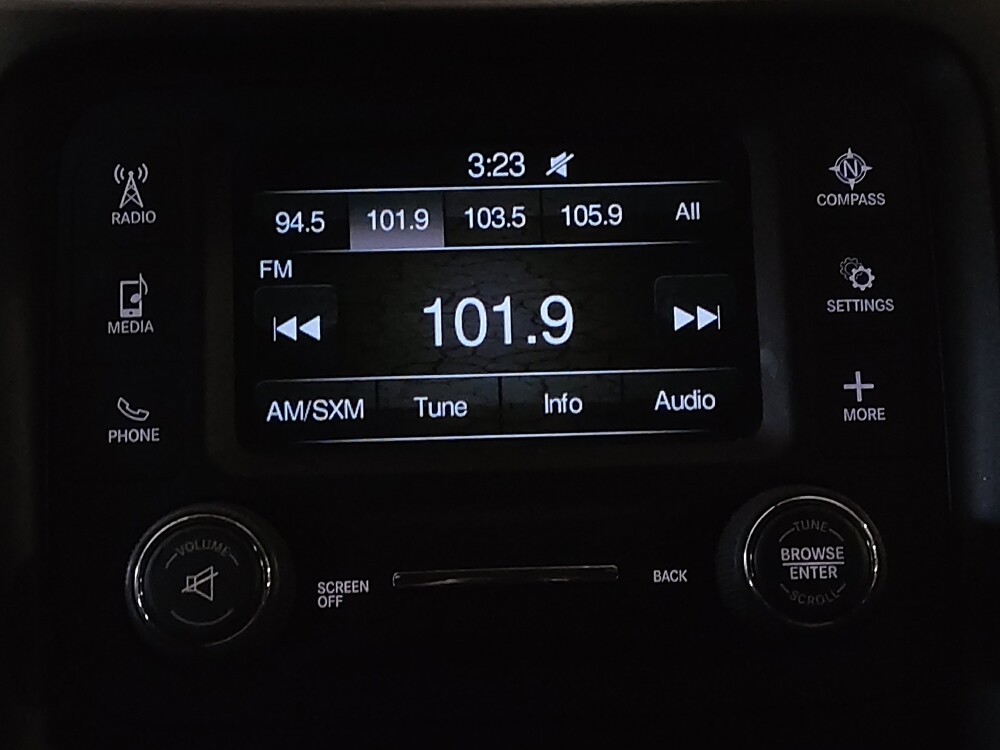 3:23
94.5 101.9 103.5 105.9 All
FM
101.9
AM/SXM Tune Info Audio
RADIO
MEDIA
PHONE
N
COMPASS
SETTINGS
MORE
VOLUME
SCREEN
OFF
BACK
TUNE
BROWSE
ENTER
SCROLL